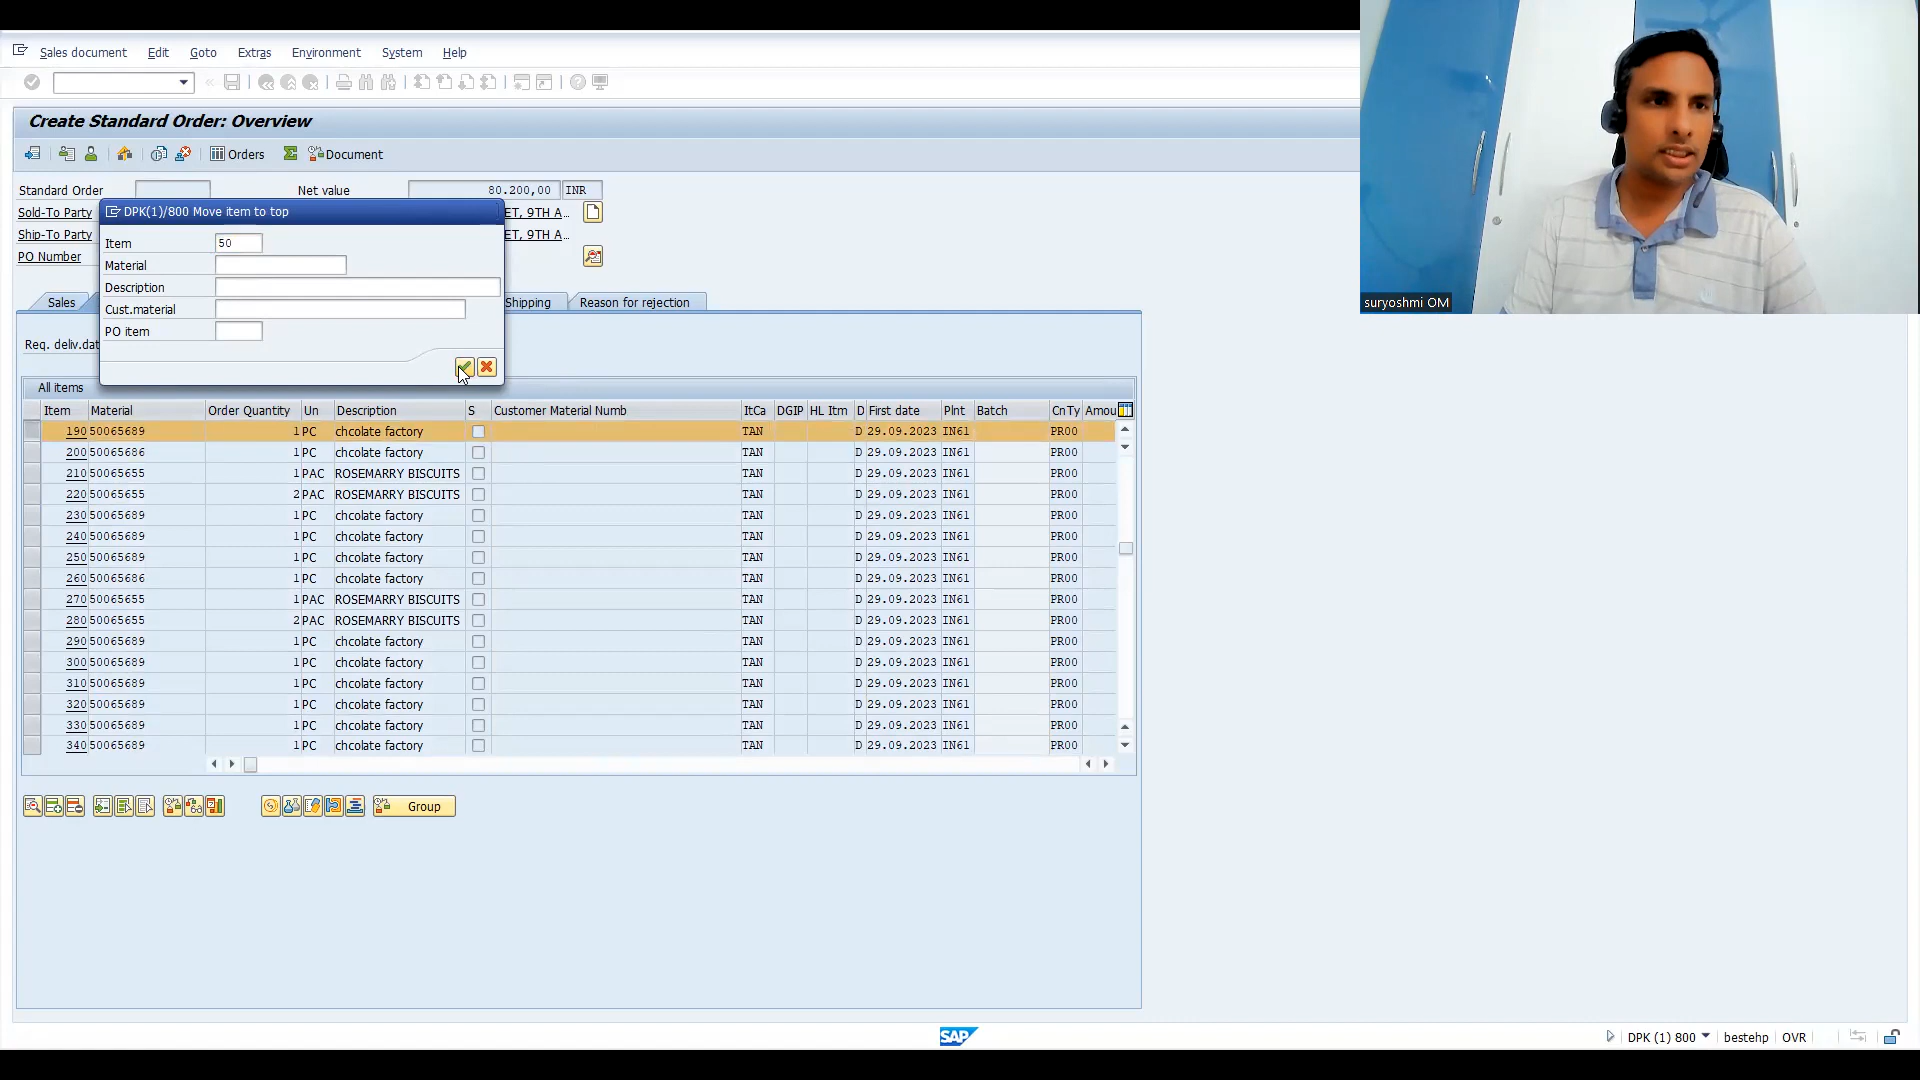 Sales document Edit Goto Extras Environment System Help
Create Standard Order: Overview
Orders Document
Standard Order Net value 80.200,00 INR
Sold-To Party ET, 9TH A...
Ship-To Party ET, 9TH A...
PO Number
DPK(1)/800 Move item to top
Item 50
Material
Description
Cust.material
PO item
Sales Shipping Reason for rejection
Req. deliv.dat
All items
Item Material Order Quantity Un Description S Customer Material Numb ItCa DGIP HL Itm D First date Plnt Batch CnTy Amou
190 50065689 1 PC chcolate factory TAN D 29.09.2023 IN61 PR00
200 50065686 1 PC chcolate factory TAN D 29.09.2023 IN61 PR00
210 50065655 1 PAC ROSEMARRY BISCUITS TAN D 29.09.2023 IN61 PR00
220 50065655 2 PAC ROSEMARRY BISCUITS TAN D 29.09.2023 IN61 PR00
230 50065689 1 PC chcolate factory TAN D 29.09.2023 IN61 PR00
240 50065689 1 PC chcolate factory TAN D 29.09.2023 IN61 PR00
250 50065689 1 PC chcolate factory TAN D 29.09.2023 IN61 PR00
260 50065686 1 PC chcolate factory TAN D 29.09.2023 IN61 PR00
270 50065655 1 PAC ROSEMARRY BISCUITS TAN D 29.09.2023 IN61 PR00
280 50065655 2 PAC ROSEMARRY BISCUITS TAN D 29.09.2023 IN61 PR00
290 50065689 1 PC chcolate factory TAN D 29.09.2023 IN61 PR00
300 50065689 1 PC chcolate factory TAN D 29.09.2023 IN61 PR00
310 50065689 1 PC chcolate factory TAN D 29.09.2023 IN61 PR00
320 50065689 1 PC chcolate factory TAN D 29.09.2023 IN61 PR00
330 50065689 1 PC chcolate factory TAN D 29.09.2023 IN61 PR00
340 50065689 1 PC chcolate factory TAN D 29.09.2023 IN61 PR00
Group
SAP
DPK (1) 800 bestehp OVR
suryoshmi OM